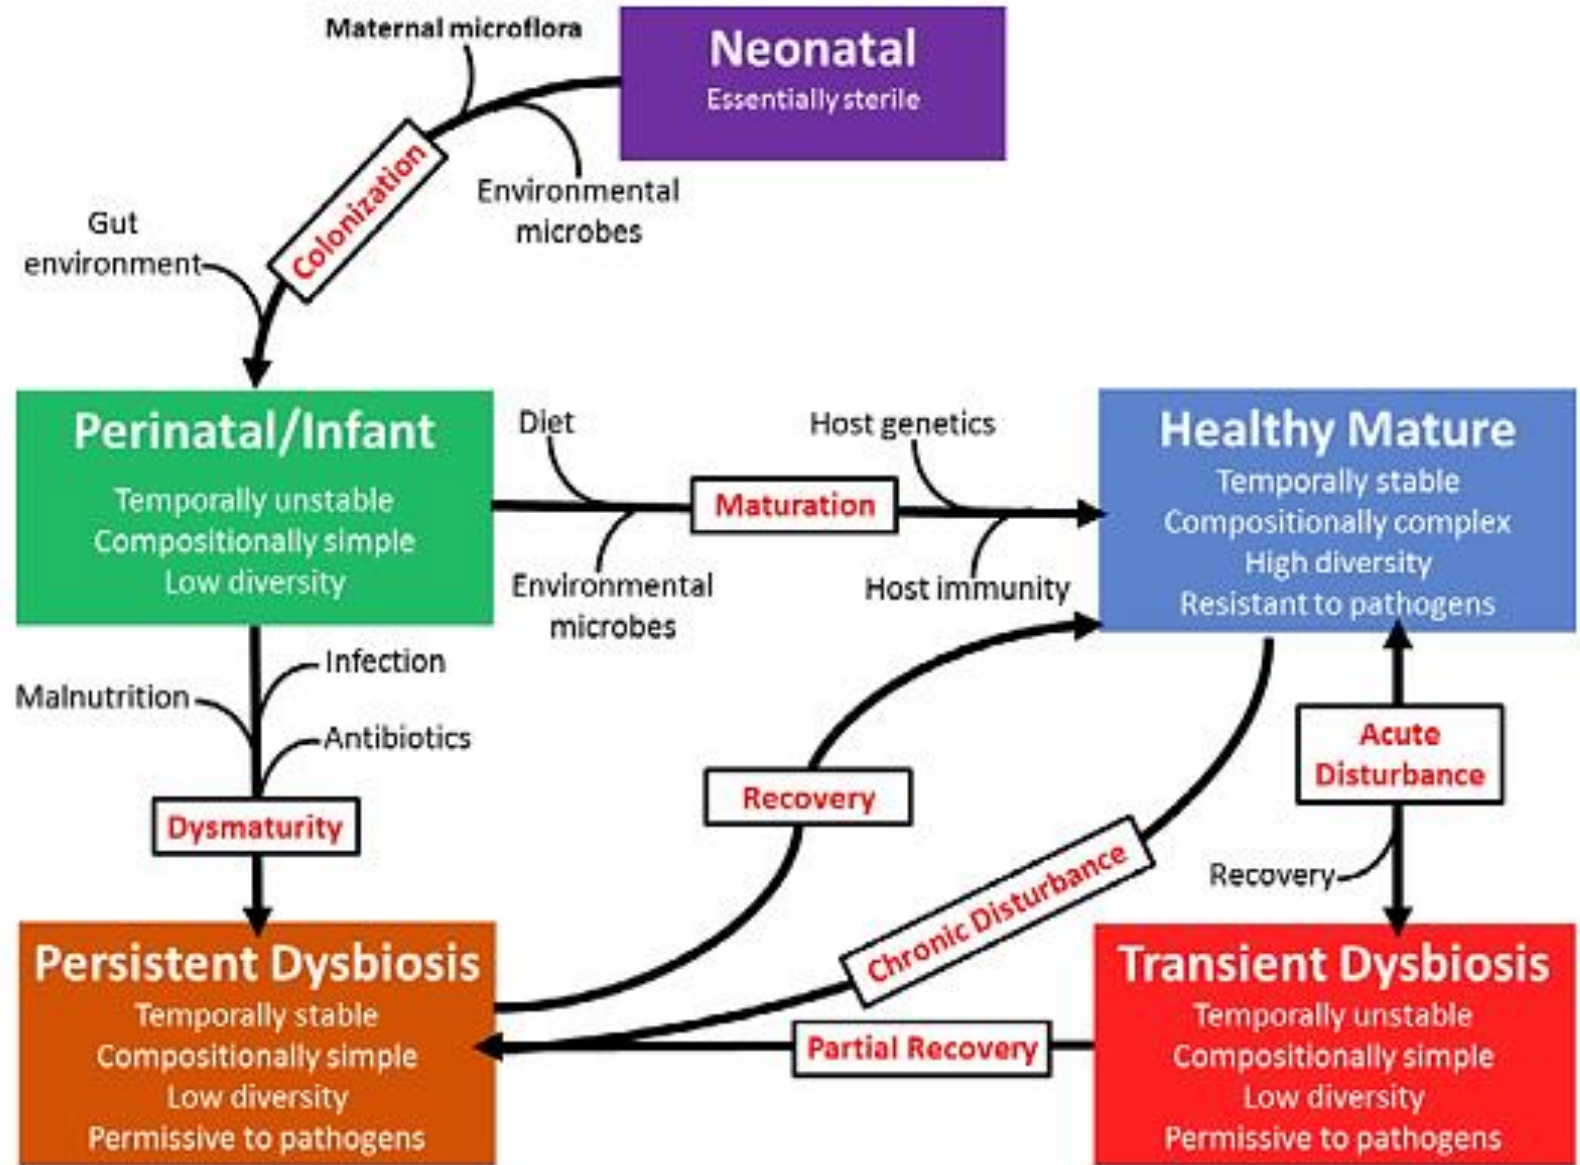 Maternal microflora
Neonatal
Essentially sterile
Environmental
microbes
Colonization
Gut
environment
Perinatal/Infant
Temporally unstable
Compositionally simple
Low diversity
Diet
Environmental
microbes
Maturation
Host genetics
Host immunity
Healthy Mature
Temporally stable
Compositionally complex
High diversity
Resistant to pathogens
Malnutrition
Infection
Antibiotics
Dysmaturity
Recovery
Chronic Disturbance
Acute
Disturbance
Recovery
Persistent Dysbiosis
Temporally stable
Compositionally simple
Low diversity
Permissive to pathogens
Partial Recovery
Transient Dysbiosis
Temporally unstable
Compositionally simple
Low diversity
Permissive to pathogens